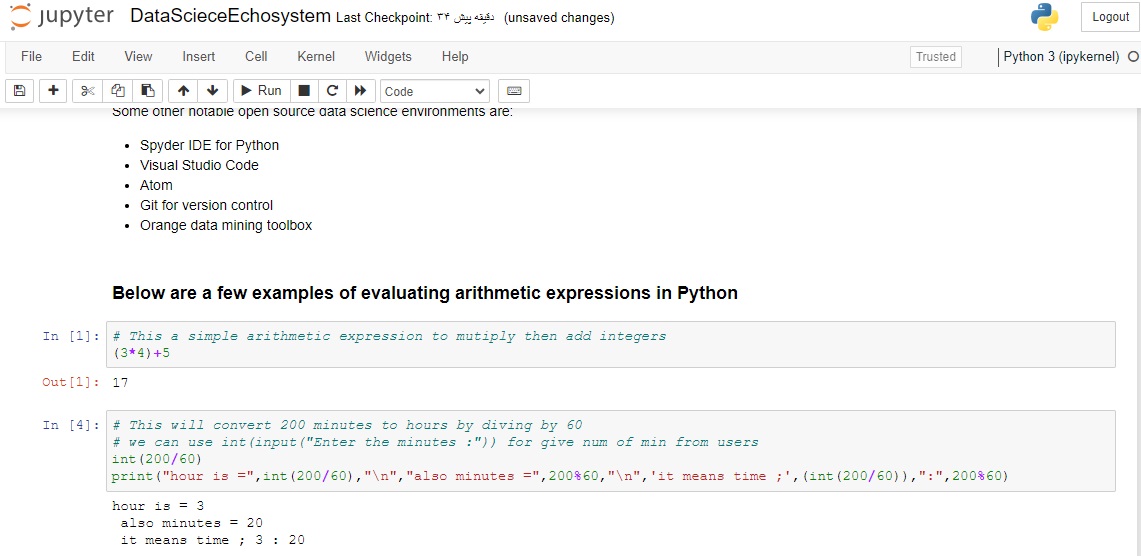 jupyter DataScieceEchosystem Last Checkpoint: ۳۴ دقیقه پیش (unsaved changes)
Logout
File Edit View Insert Cell Kernel Widgets Help
Trusted
Python 3 (ipykernel)
Run
Code
Some other notable open source data science environments are:
• Spyder IDE for Python
• Visual Studio Code
• Atom
• Git for version control
• Orange data mining toolbox
Below are a few examples of evaluating arithmetic expressions in Python
In [1]: # This a simple arithmetic expression to mutiply then add integers
(3*4)+5
Out[1]: 17
In [4]: # This will convert 200 minutes to hours by diving by 60
# we can use int(input("Enter the minutes :")) for give num of min from users
int(200/60)
print("hour is =",int(200/60),"\n","also minutes =",200%60,"\n",'it means time ;',(int(200/60)),":",200%60)
hour is = 3
also minutes = 20
it means time ; 3 : 20